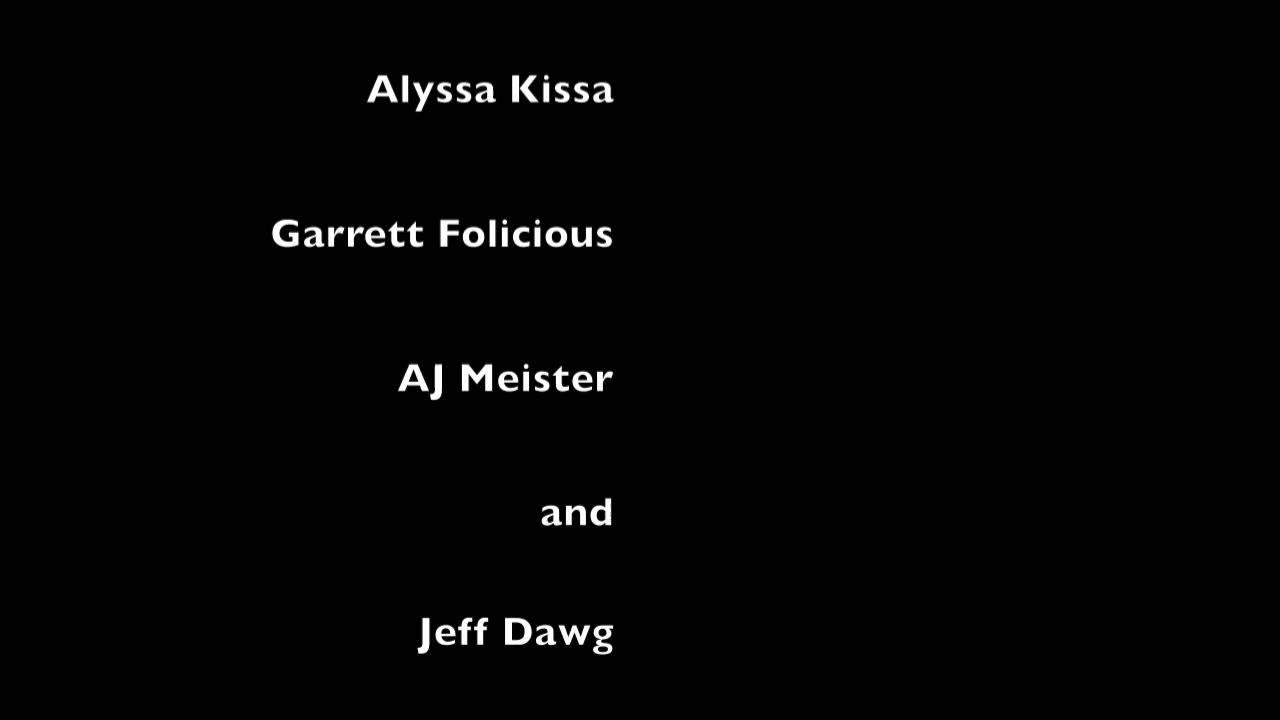 Alyssa Kissa
Garrett Folicious
AJ Meister
and
Jeff Dawg